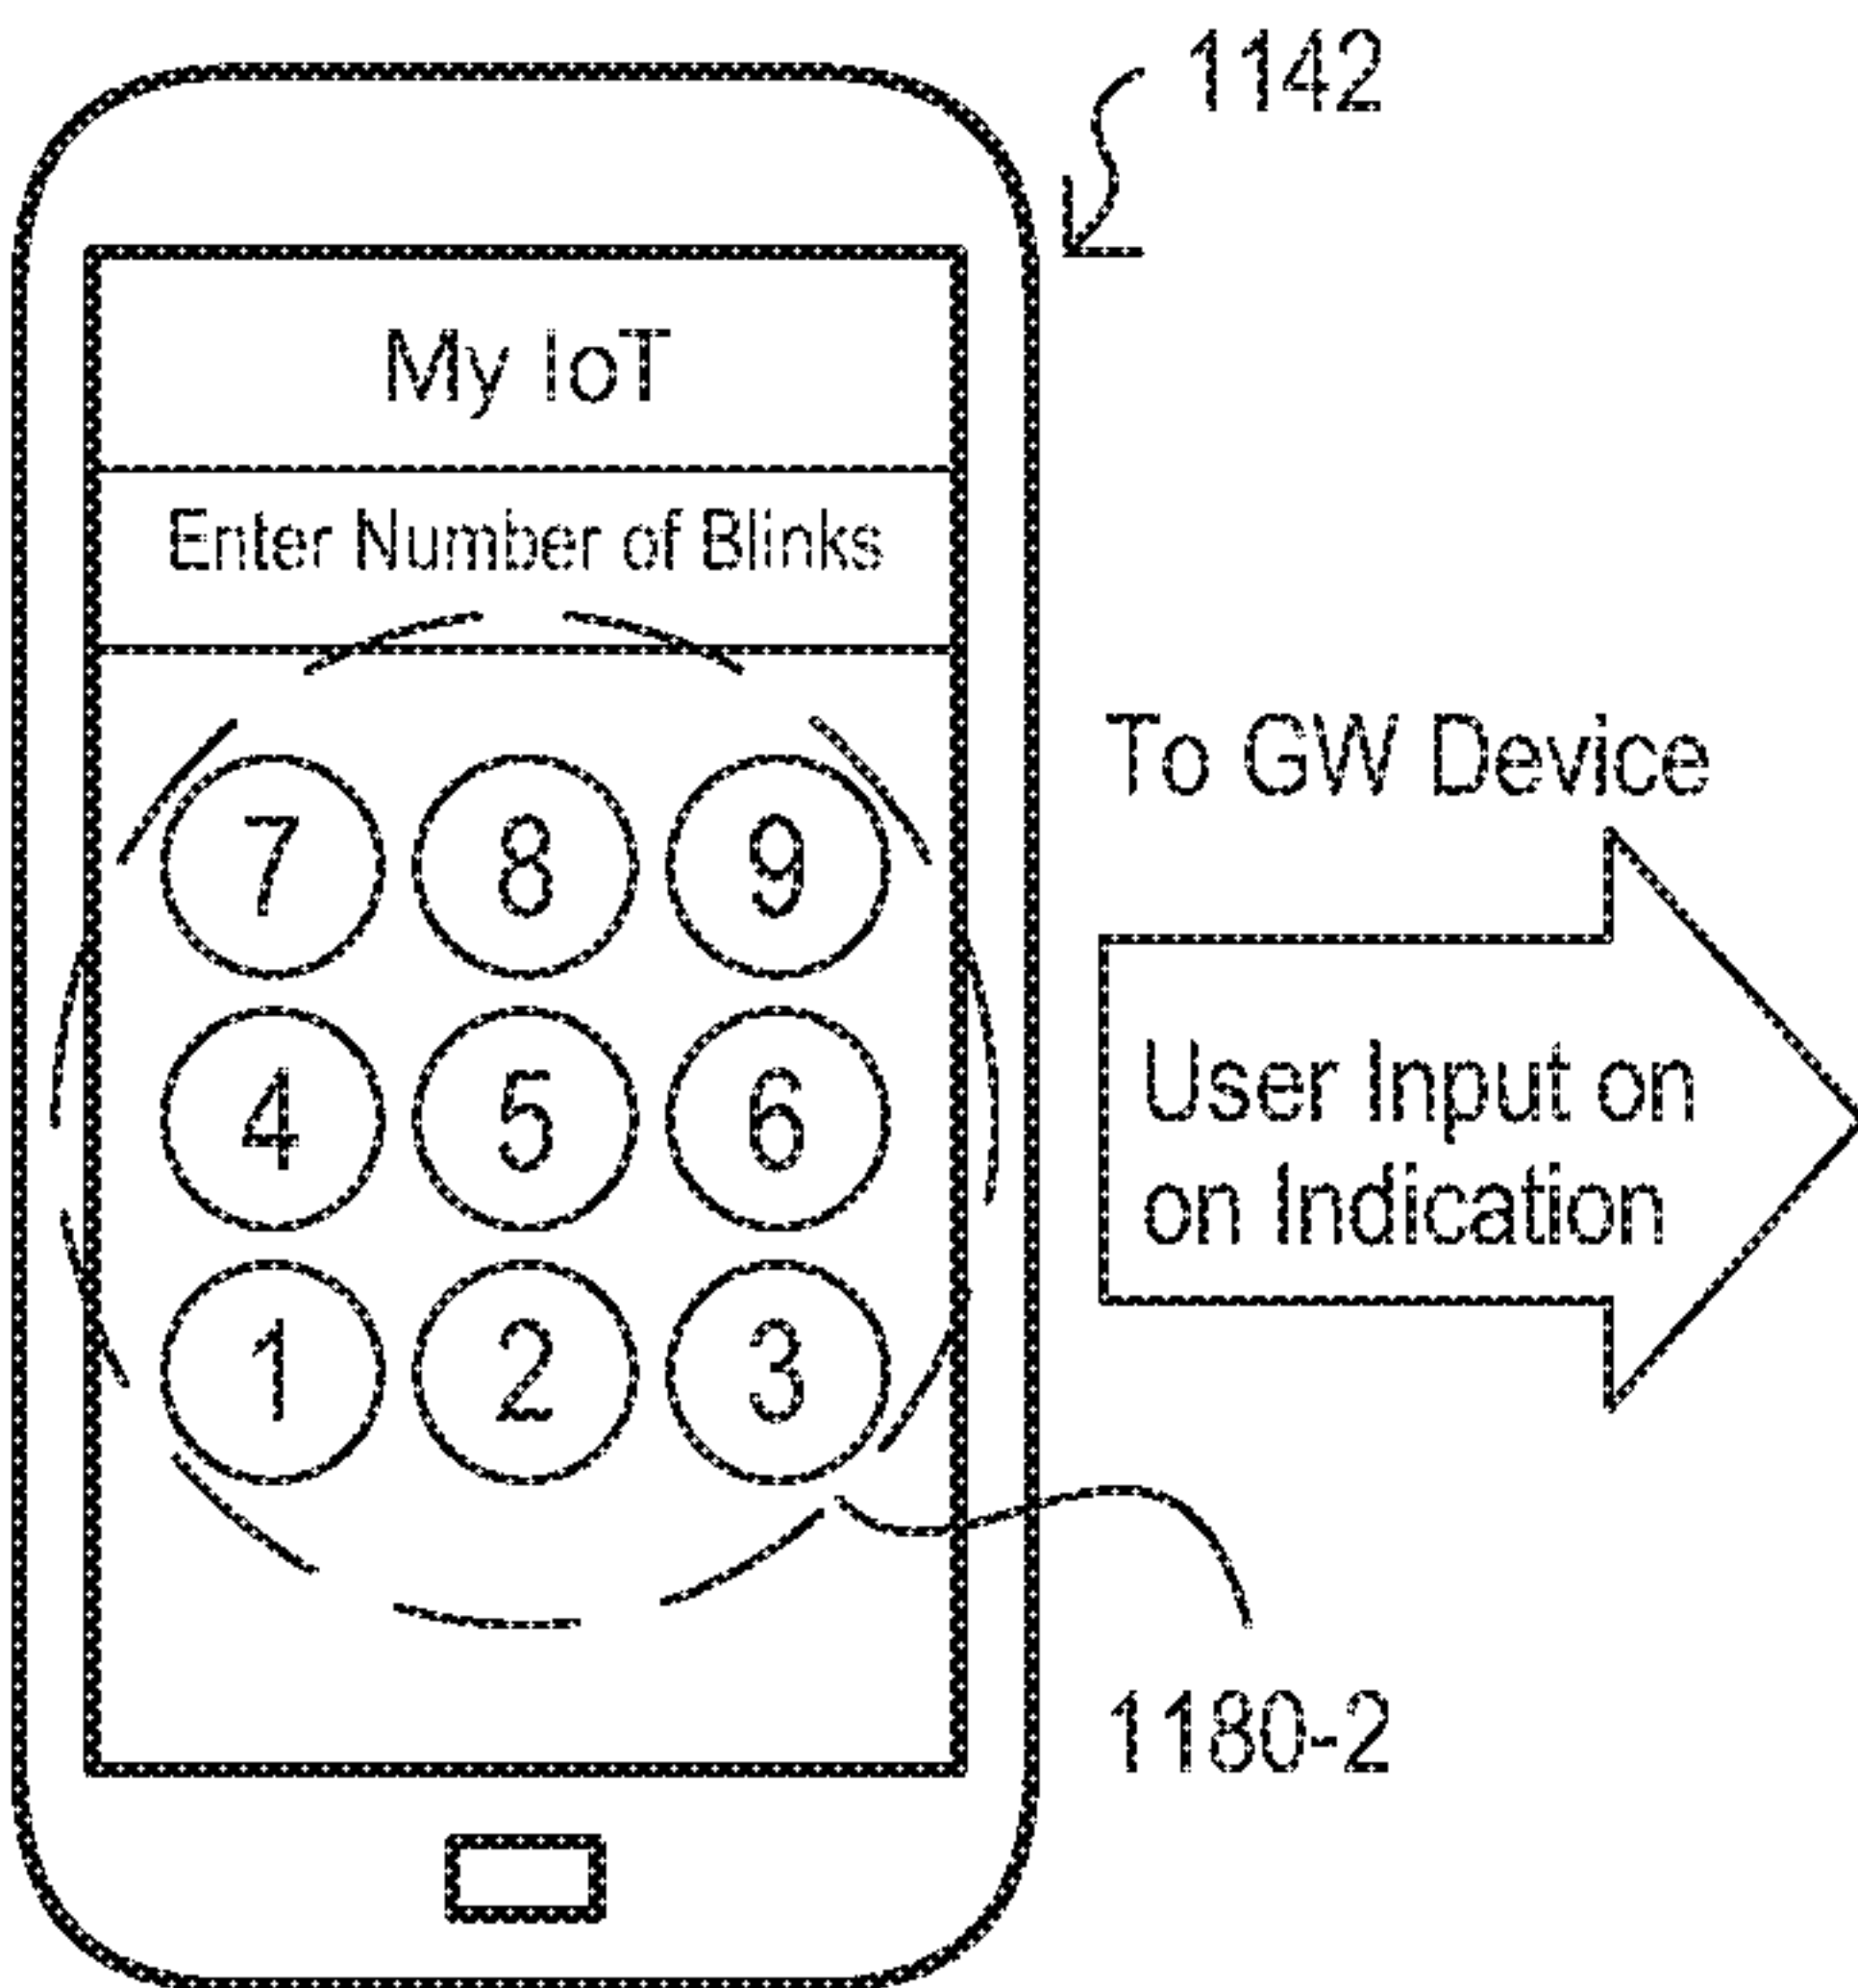 1142
My IoT
Enter Number of Blinks
To GW Device
7 8 9
4 5 6
User Input on
on Indication
1 2 3
1180-2